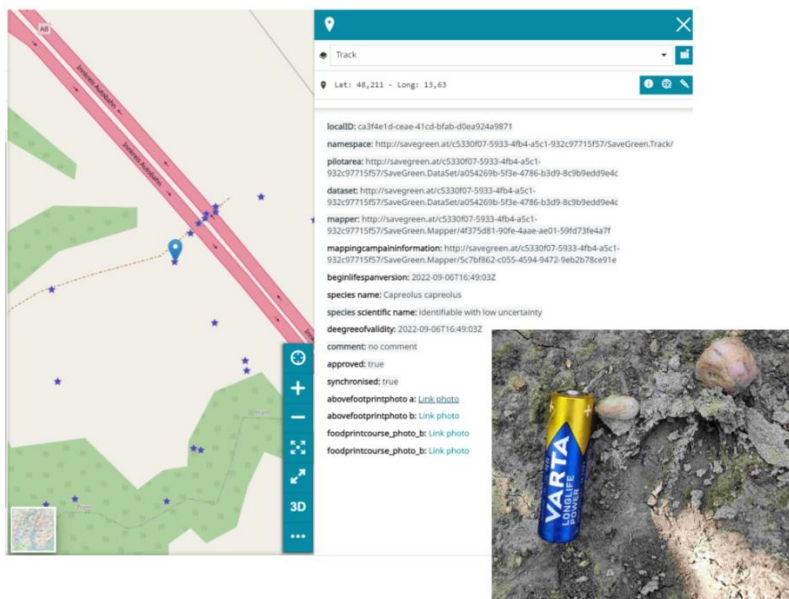 A8
Innkreis Autobahn
Innkreis Autobahn
Track
Lat: 48,211 - Long: 13,63
localID: ca3f4e1d-ceae-41cd-bfab-d0ea924a9871
namespace: http://savegreen.at/c5330f07-5933-4fb4-a5c1-932c97715f57/SaveGreen.Track/
pilotarea: http://savegreen.at/c5330f07-5933-4fb4-a5c1-
932c97715f57/SaveGreen.DataSet/a054269b-5f3e-4786-b3d9-8c9b9edd9e4c
dataset: http://savegreen.at/c5330f07-5933-4fb4-a5c1-
932c97715f57/SaveGreen.DataSet/a054269b-5f3e-4786-b3d9-8c9b9edd9e4c
mapper: http://savegreen.at/c5330f07-5933-4fb4-a5c1-
932c97715f57/SaveGreen.Mapper/4f375d81-90fe-4aae-ae01-59fd73fe4a7f
mappingcampaininformation: http://savegreen.at/c5330f07-5933-4fb4-a5c1-
932c97715f57/SaveGreen.Mapper/5c7bf862-c055-4594-9472-9eb2b78ce91e
beginlifespanversion: 2022-09-06T16:49:03Z
species name: Capreolus capreolus
species scientific name: identifiable with low uncertainty
deegreeofvalidity: 2022-09-06T16:49:03Z
comment: no comment
approved: true
synchronised: true
abovefootprintphoto a: Link photo
abovefootprintphoto b: Link photo
foodprintcourse_photo_b: Link photo
foodprintcourse_photo_b: Link photo
3D
VARTA
LONGLIFE
POWER